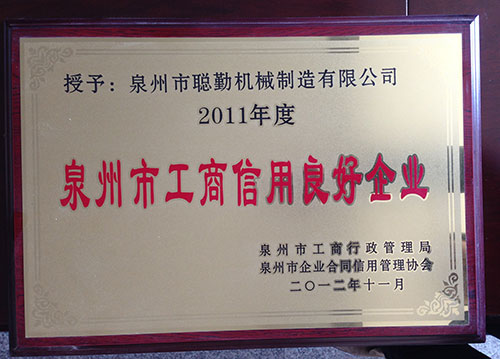 授予：泉州市聪勤机械制造有限公司
2011年度
泉州市工商信用良好企业
泉州市工商行政管理局
泉州市企业合同信用管理协会
二〇一二年十一月